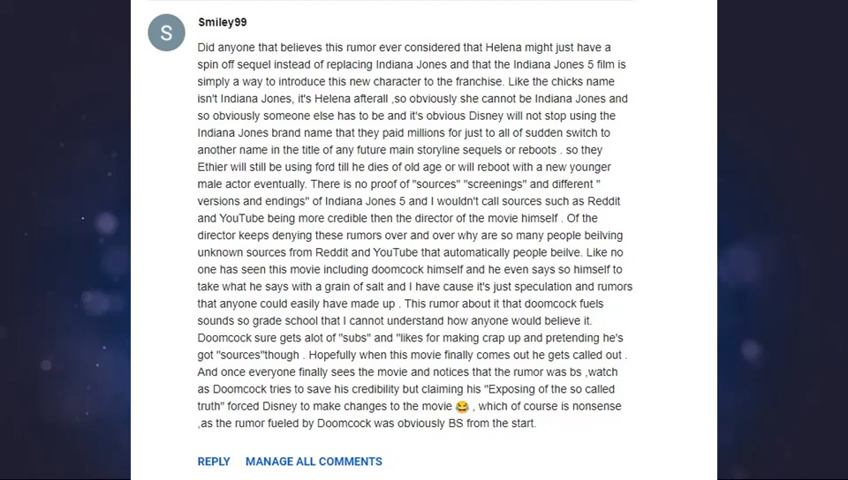 S
Smiley99
Did anyone that believes this rumor ever considered that Helena might just have a
spin off sequel instead of replacing Indiana Jones and that the Indiana Jones 5 film is
simply a way to introduce this new character to the franchise. Like the chicks name
isn't Indiana Jones, it's Helena afterall ,so obviously she cannot be Indiana Jones and
so obviously someone else has to be and it's obvious Disney will not stop using the
Indiana Jones brand name that they paid millions for just to all of sudden switch to
another name in the title of any future main storyline sequels or reboots . so they
Ethier will still be using ford till he dies of old age or will reboot with a new younger
male actor eventually. There is no proof of "sources" "screenings" and different "
versions and endings" of Indiana Jones 5 and I wouldn't call sources such as Reddit
and YouTube being more credible then the director of the movie himself . Of the
director keeps denying these rumors over and over why are so many people beilving
unknown sources from Reddit and YouTube that automatically people beilve. Like no
one has seen this movie including doomcock himself and he even says so himself to
take what he says with a grain of salt and I have cause it's just speculation and rumors
that anyone could easily have made up . This rumor about it that doomcock fuels
sounds so grade school that I cannot understand how anyone would believe it.
Doomcock sure gets alot of "subs" and "likes for making crap up and pretending he's
got "sources"though . Hopefully when this movie finally comes out he gets called out .
And once everyone finally sees the movie and notices that the rumor was bs ,watch
as Doomcock tries to save his credibility but claiming his "Exposing of the so called
truth" forced Disney to make changes to the movie 😂 , which of course is nonsense
,as the rumor fueled by Doomcock was obviously BS from the start.
REPLY MANAGE ALL COMMENTS